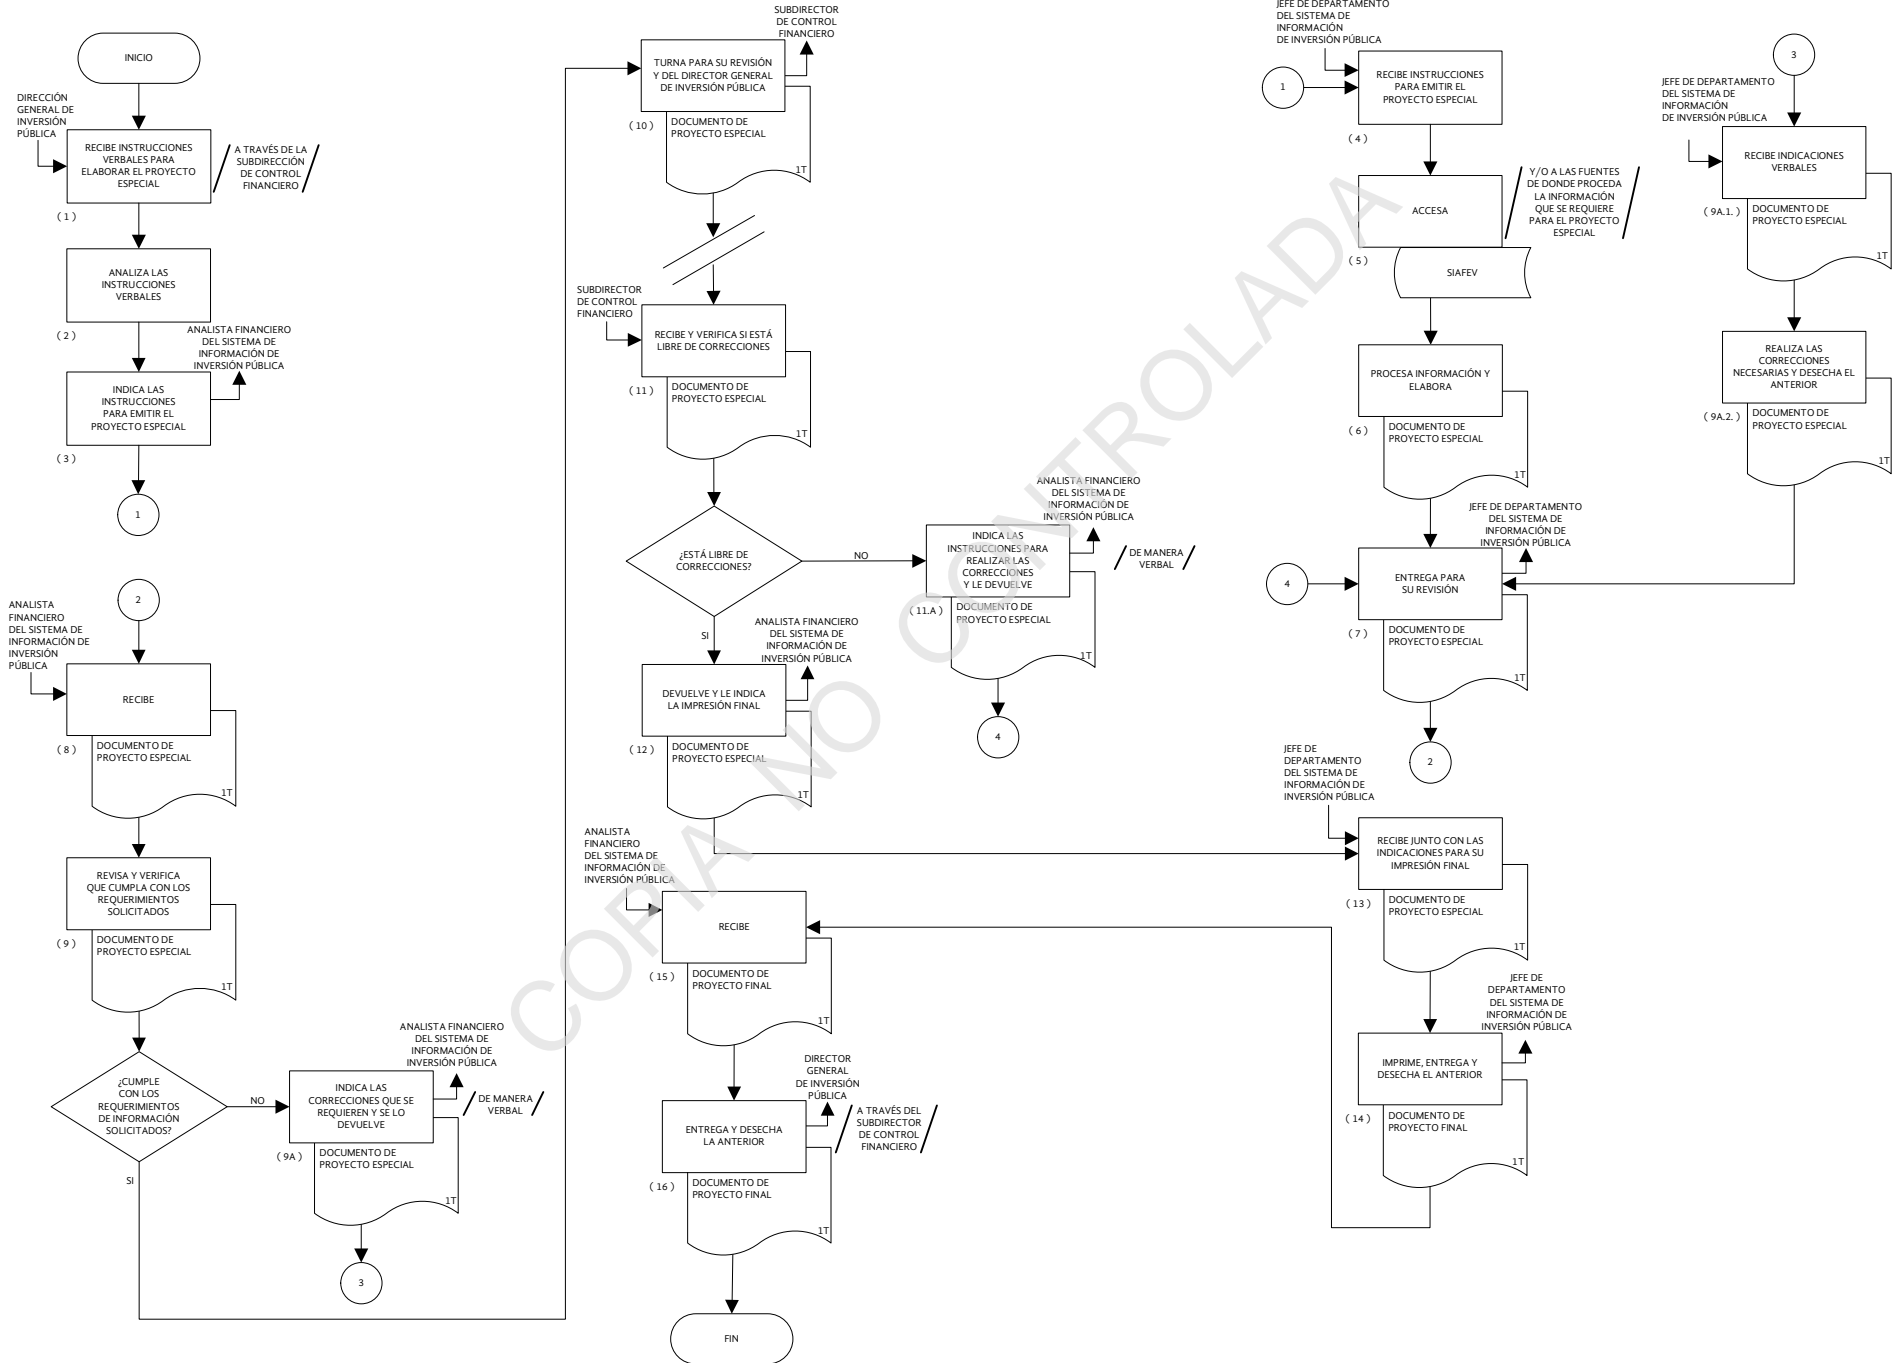 INICIO
DIRECCIÓN
GENERAL DE
INVERSIÓN
PÚBLICA
RECIBE INSTRUCCIONES
VERBALES PARA
ELABORAR EL PROYECTO
ESPECIAL
A TRAVÉS DE LA
SUBDIRECCIÓN
DE CONTROL
FINANCIERO
( 1 )
ANALIZA LAS
INSTRUCCIONES
VERBALES
( 2 )
ANALISTA FINANCIERO
DEL SISTEMA DE
INFORMACIÓN DE
INVERSIÓN PÚBLICA
INDICA LAS
INSTRUCCIONES
PARA EMITIR EL
PROYECTO ESPECIAL
( 3 )
1
2
ANALISTA
FINANCIERO
DEL SISTEMA DE
INFORMACIÓN DE
INVERSIÓN
PÚBLICA
RECIBE
( 8 )
DOCUMENTO DE
PROYECTO ESPECIAL
1T
REVISA Y VERIFICA
QUE CUMPLA CON LOS
REQUERIMIENTOS
SOLICITADOS
( 9 )
DOCUMENTO DE
PROYECTO ESPECIAL
1T
¿CUMPLE
CON LOS
REQUERIMIENTOS
DE INFORMACIÓN
SOLICITADOS?
NO
SI
ANALISTA FINANCIERO
DEL SISTEMA DE
INFORMACIÓN DE
INVERSIÓN PÚBLICA
INDICA LAS
CORRECCIONES QUE SE
REQUIEREN Y SE LO
DEVUELVE
DE MANERA
VERBAL
( 9A )
DOCUMENTO DE
PROYECTO ESPECIAL
1T
3
SUBDIRECTOR
DE CONTROL
FINANCIERO
TURNA PARA SU REVISIÓN
Y DEL DIRECTOR GENERAL
DE INVERSIÓN PÚBLICA
( 10 )
DOCUMENTO DE
PROYECTO ESPECIAL
1T
SUBDIRECTOR
DE CONTROL
FINANCIERO
RECIBE Y VERIFICA SI ESTÁ
LIBRE DE CORRECCIONES
( 11 )
DOCUMENTO DE
PROYECTO ESPECIAL
1T
¿ESTÁ LIBRE DE
CORRECCIONES?
NO
SI
ANALISTA FINANCIERO
DEL SISTEMA DE
INFORMACIÓN DE
INVERSIÓN PÚBLICA
INDICA LAS
INSTRUCCIONES PARA
REALIZAR LAS
CORRECCIONES
Y LE DEVUELVE
DE MANERA
VERBAL
( 11.A )
DOCUMENTO DE
PROYECTO ESPECIAL
1T
4
ANALISTA FINANCIERO
DEL SISTEMA DE
INFORMACIÓN DE
INVERSIÓN PÚBLICA
DEVUELVE Y LE INDICA
LA IMPRESIÓN FINAL
( 12 )
DOCUMENTO DE
PROYECTO ESPECIAL
1T
ANALISTA
FINANCIERO
DEL SISTEMA DE
INFORMACIÓN DE
INVERSIÓN PÚBLICA
RECIBE
( 15 )
DOCUMENTO DE
PROYECTO FINAL
1T
DIRECTOR
GENERAL
DE INVERSIÓN
PÚBLICA
ENTREGA Y DESECHA
LA ANTERIOR
A TRAVÉS DEL
SUBDIRECTOR
DE CONTROL
FINANCIERO
( 16 )
DOCUMENTO DE
PROYECTO FINAL
1T
FIN
JEFE DE DEPARTAMENTO
DEL SISTEMA DE
INFORMACIÓN
DE INVERSIÓN PÚBLICA
1
RECIBE INSTRUCCIONES
PARA EMITIR EL
PROYECTO ESPECIAL
( 4 )
ACCESA
Y/O A LAS FUENTES
DE DONDE PROCEDA
LA INFORMACIÓN
QUE SE REQUIERE
PARA EL PROYECTO
ESPECIAL
( 5 )
SIAFEV
PROCESA INFORMACIÓN Y
ELABORA
( 6 )
DOCUMENTO DE
PROYECTO ESPECIAL
1T
JEFE DE DEPARTAMENTO
DEL SISTEMA DE
INFORMACIÓN DE
INVERSIÓN PÚBLICA
4
ENTREGA PARA
SU REVISIÓN
( 7 )
DOCUMENTO DE
PROYECTO ESPECIAL
1T
2
JEFE DE
DEPARTAMENTO
DEL SISTEMA DE
INFORMACIÓN DE
INVERSIÓN PÚBLICA
RECIBE JUNTO CON LAS
INDICACIONES PARA SU
IMPRESIÓN FINAL
( 13 )
DOCUMENTO DE
PROYECTO ESPECIAL
1T
JEFE DE
DEPARTAMENTO
DEL SISTEMA DE
INFORMACIÓN DE
INVERSIÓN PÚBLICA
IMPRIME, ENTREGA Y
DESECHA EL ANTERIOR
( 14 )
DOCUMENTO DE
PROYECTO FINAL
1T
3
JEFE DE DEPARTAMENTO
DEL SISTEMA DE
INFORMACIÓN
DE INVERSIÓN PÚBLICA
RECIBE INDICACIONES
VERBALES
( 9A.1. )
DOCUMENTO DE
PROYECTO ESPECIAL
1T
REALIZA LAS
CORRECCIONES
NECESARIAS Y DESECHA EL
ANTERIOR
( 9A.2. )
DOCUMENTO DE
PROYECTO ESPECIAL
1T
COPIA NO CONTROLADA